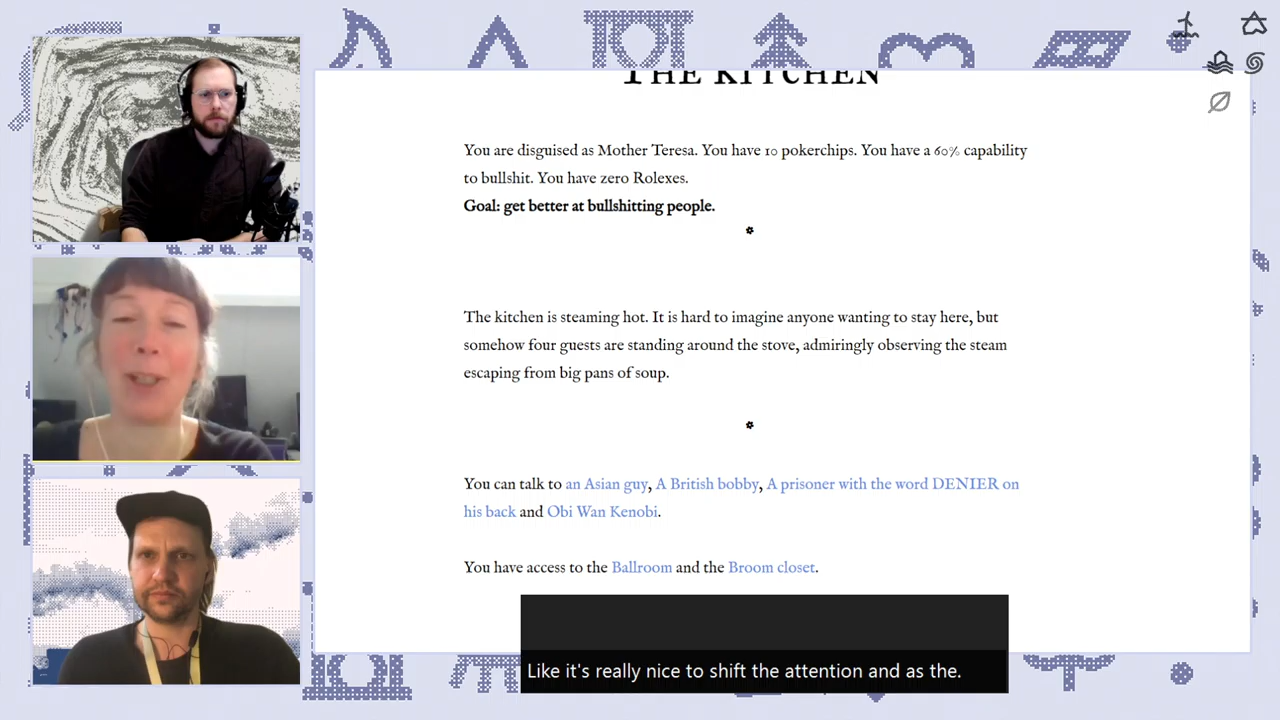 THE KITCHEN
You are disguised as Mother Teresa. You have 10 pokerchips. You have a 60% capability
to bullshit. You have zero Rolexes.
Goal: get better at bullshitting people.
The kitchen is steaming hot. It is hard to imagine anyone wanting to stay here, but
somehow four guests are standing around the stove, admiringly observing the steam
escaping from big pans of soup.
You can talk to an Asian guy, A British bobby, A prisoner with the word DENIER on
his back and Obi Wan Kenobi.
You have access to the Ballroom and the Broom closet.
Like it's really nice to shift the attention and as the.